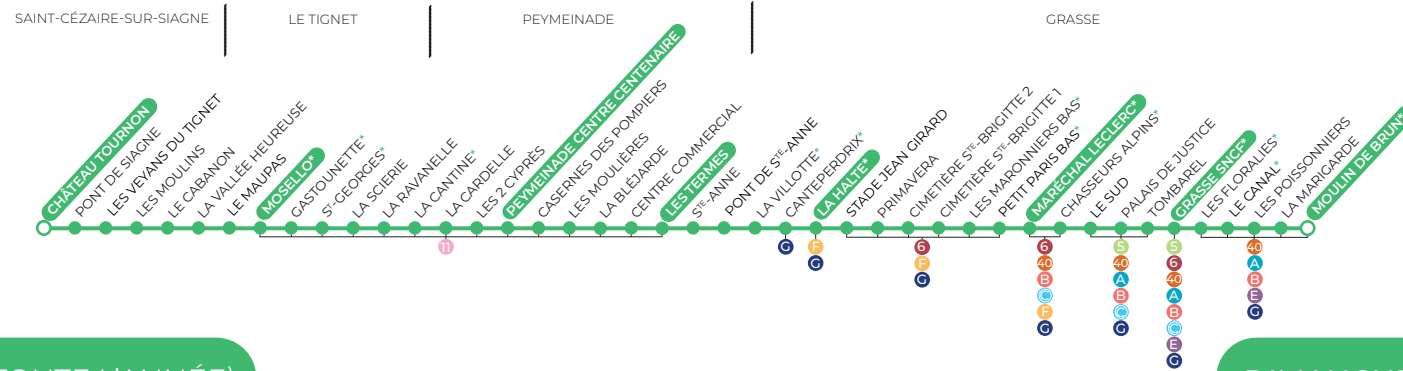 SAINT-CÉZAIRE-SUR-SIAGNE
LE TIGNET
PEYMEINADE
GRASSE
CHÂTEAU TOURNON
PONT DE SIAGNE
LES VEYANS DU TIGNET
LES MOULINS
LE CABANON
LA VALLÉE HEUREUSE
LE MAUPAS
MOSELLO*
GASTOUNETTE*
ST-GEORGES*
LA SCIERIE
LA RAVANELLE
LA CANTINE*
LA CARDELLE
LES 2 CYPRÈS
PEYMEINADE CENTRE CENTENAIRE
CASERNES DES POMPIERS
LES MOULIÈRES
LA BLÉJARDE
CENTRE COMMERCIAL
LES TERMES
STE-ANNE
PONT DE STE-ANINE
LA VILLOTTE*
CANTEPERDRIX*
LA HALTE*
STADE JEAN GIRARD
PRIMAVERA
CIMETIÈRE STE-BRIGITTE 2
CIMETIÈRE STE-BRIGITTE 1
LES MARONNIERS BAS*
PETIT PARIS BAS*
MARÉCHAL LECLERC*
CHASSEURS ALPINS*
LE SUD
PALAIS DE JUSTICE
TOMBAREL
GRASSE SNCF*
LES FLORALIES*
LE CANAL*
LES POISSONNIERS
LA MARIGARDE
MOULIN DE BRUN*
11
G
F
G
6
F
G
6
40
B
C
F
G
5
40
A
B
C
G
5
6
40
A
B
C
E
G
40
A
B
E
G